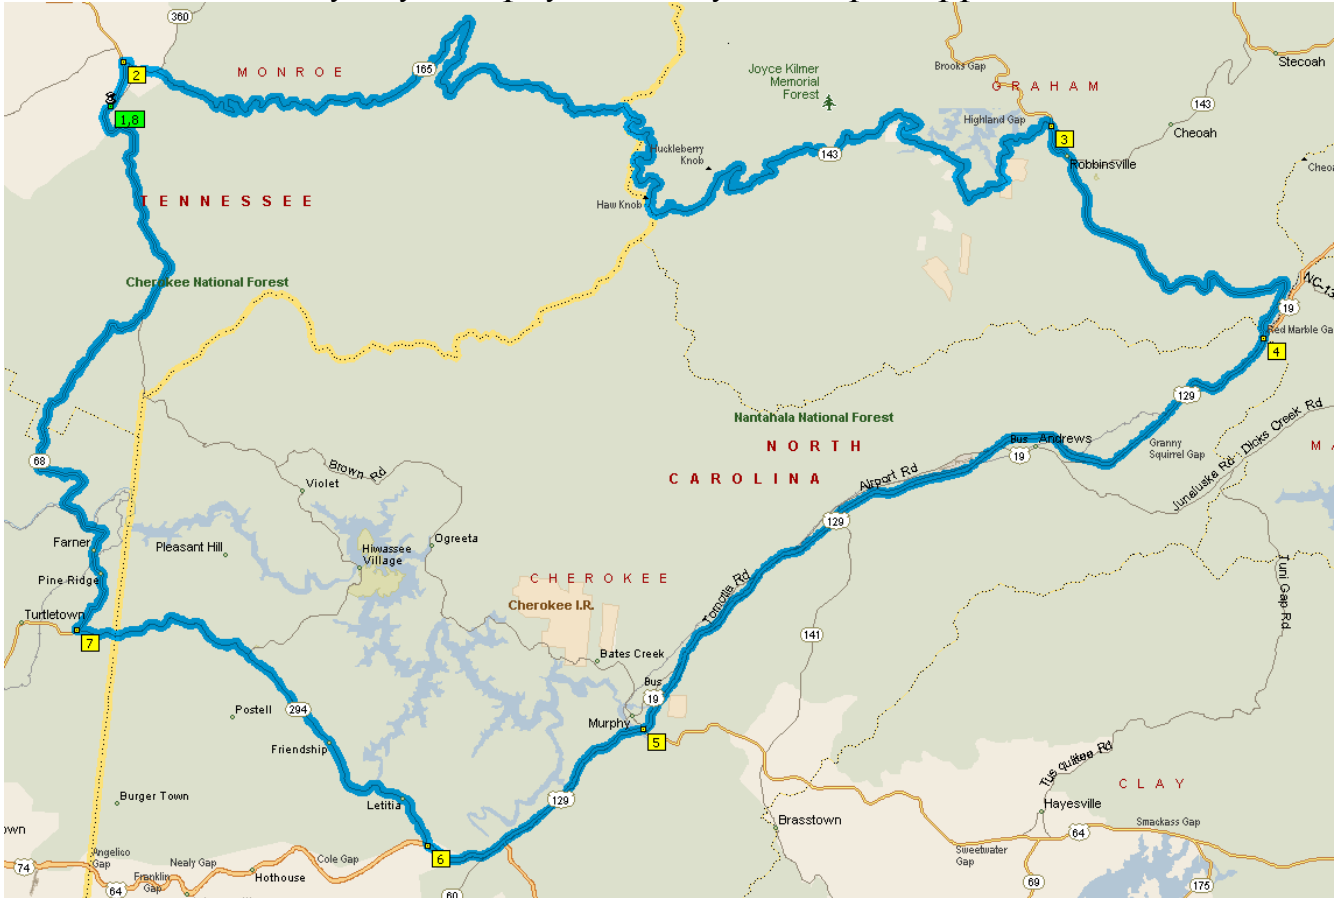 360
2
MONROE
165
Joyce Kilmer
Memorial
Forest
Brooks Gap
Stecoah
GRAHAM
1,8
Highland Gap
143
Cheoah
3
Huckleberry
Knob
143
Robbinsville
TENNESSEE
Haw Knob
Cherokee National Forest
19
Red Marble Ga
4
129
Nantahala National Forest
NORTH
CAROLINA
Bus
19
Andrews
Granny
Squirrel Gap
Junaluska Rd
Dicks Creek Rd
MA
68
Brown Rd
Violet
Airport Rd
129
Farner
Pleasant Hill
Hiwassee
Village
Ogreeta
Pine Ridge
CHEROKEE
Cherokee I.R.
Tomotla Rd
Tuni Gap Rd
Turtletown
7
141
Bates Creek
Bus
19
294
Postell
Murphy
5
Friendship
Tusquittee Rd
CLAY
Burger Town
Letitia
129
Hayesville
Brasstown
Smackass Gap
own
64
Angelico
Gap
Nealy Gap
Cole Gap
6
Sweetwater
Gap
74
Hothouse
Franklin
Gap
64
60
69
175